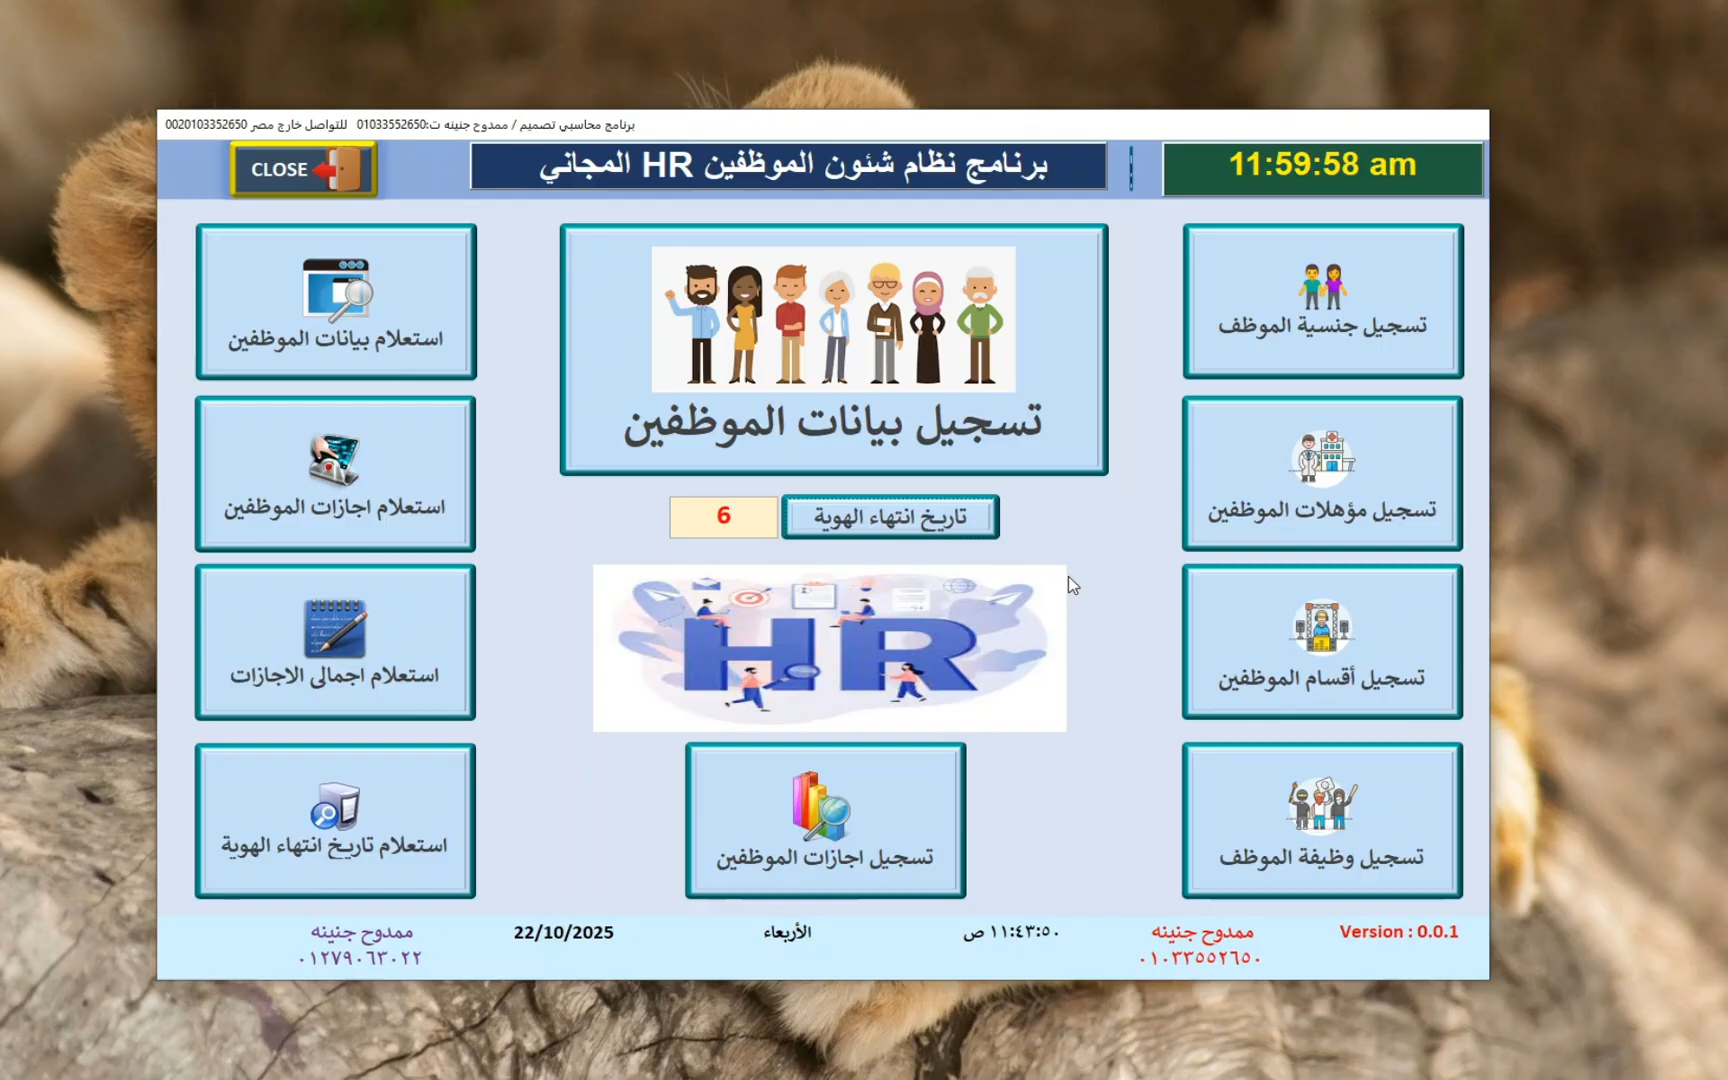 برنامج محاسبي تصميم / ممدوح جنينه ت:01033552650 للتواصل خارج مصر 0020103352650
CLOSE
برنامج نظام شئون الموظفين HR المجاني
11:59:58 am
تسجيل جنسية الموظف
تسجيل بيانات الموظفين
استعلام بيانات الموظفين
تسجيل مؤهلات الموظفين
تاريخ انتهاء الهوية
6
استعلام اجازات الموظفين
HR
تسجيل أقسام الموظفين
استعلام اجمالى الاجازات
تسجيل وظيفة الموظف
تسجيل اجازات الموظفين
استعلام تاريخ انتهاء الهوية
Version : 0.0.1
ممدوح جنينه
٠١٠٣٣٥٥٢٦٥٠
١١:٤٣:٥٠ ص
الأربعاء
22/10/2025
ممدوح جنينه
٠١٢٧٩٠٦٣٠٢٢